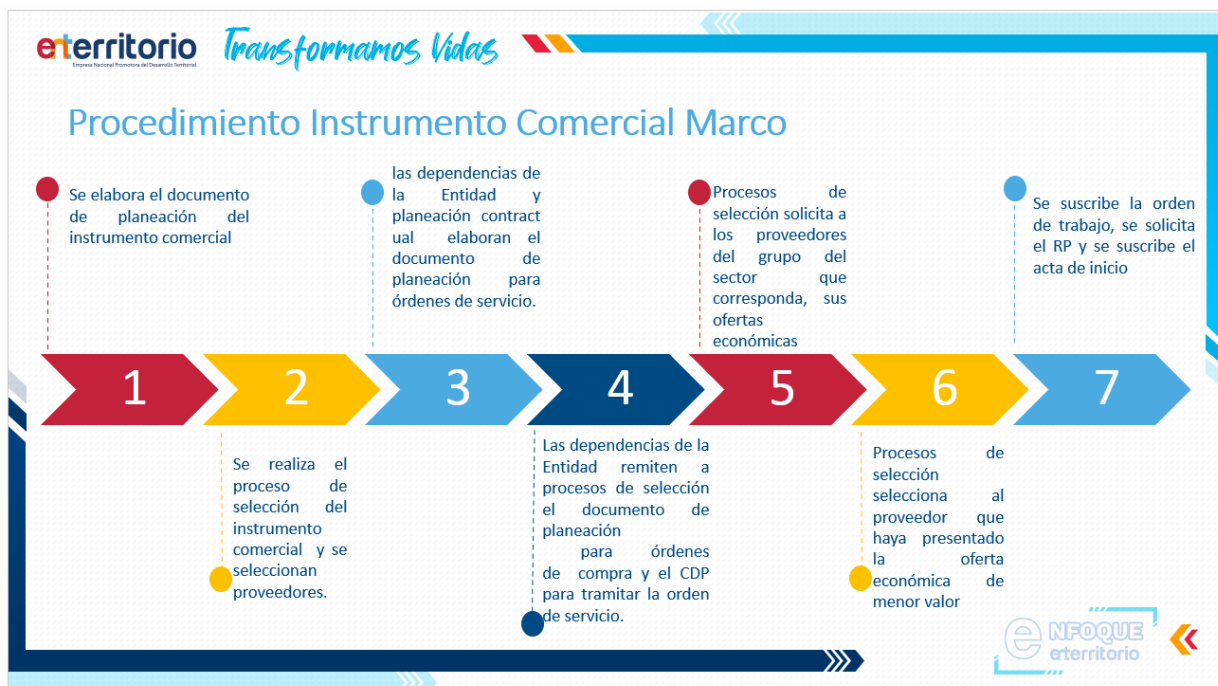 enterritorio
Empresa Nacional Promotora del Desarrollo Territorial
Transformamos Vidas
Procedimiento Instrumento Comercial Marco
Se elabora el documento
de planeación del
instrumento comercial
las dependencias de
la Entidad y
planeación contract
ual elaboran el
documento de
planeación para
órdenes de servicio.
Procesos de
selección solicita a
los proveedores
del grupo del
sector que
corresponda, sus
ofertas
económicas
Se suscribe la orden
de trabajo, se solicita
el RP y se suscribe el
acta de inicio
1
2
3
4
5
6
7
Se realiza el
proceso de
selección del
instrumento
comercial y se
seleccionan
proveedores.
Las dependencias de la
Entidad remiten a
procesos de selección
el documento de
planeación
para órdenes
de compra y el CDP
para tramitar la orden
de servicio.
Procesos de
selección
selecciona al
proveedor que
haya presentado
la oferta
económica de
menor valor
eNFOQUE
enterritorio